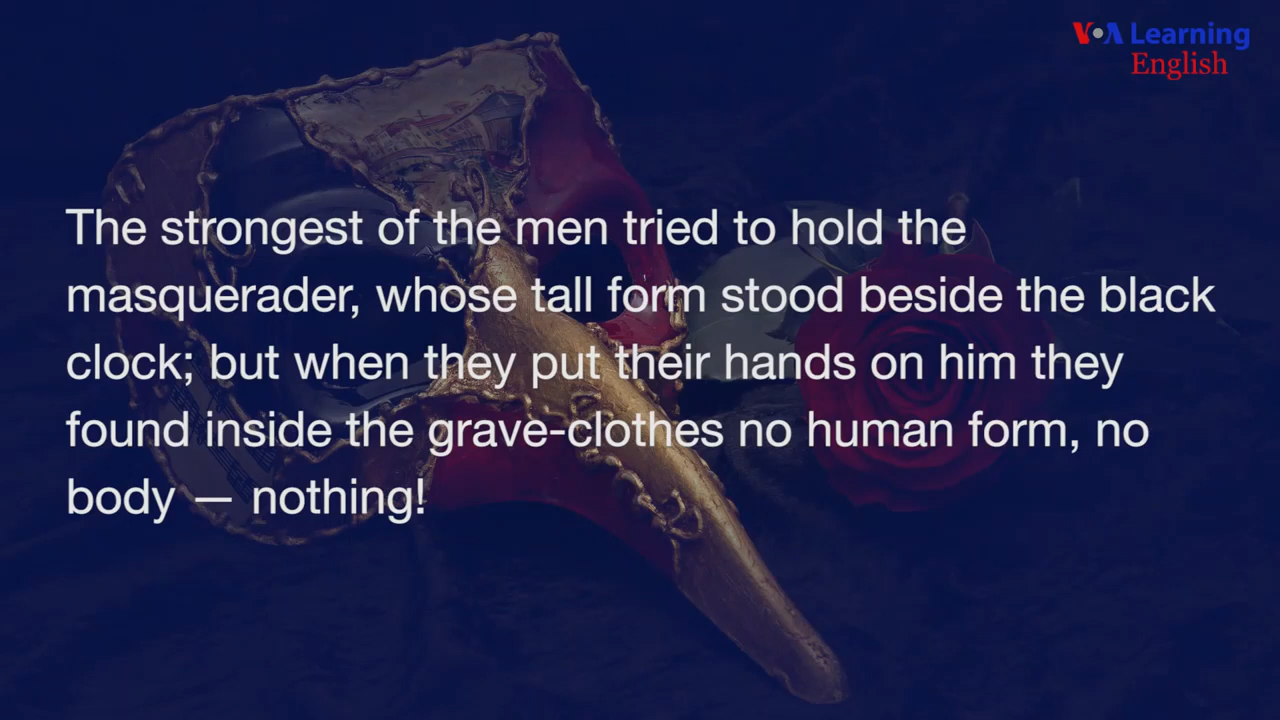 VOA Learning
English
The strongest of the men tried to hold the
masquerader, whose tall form stood beside the black
clock; but when they put their hands on him they
found inside the grave-clothes no human form, no
body — nothing!